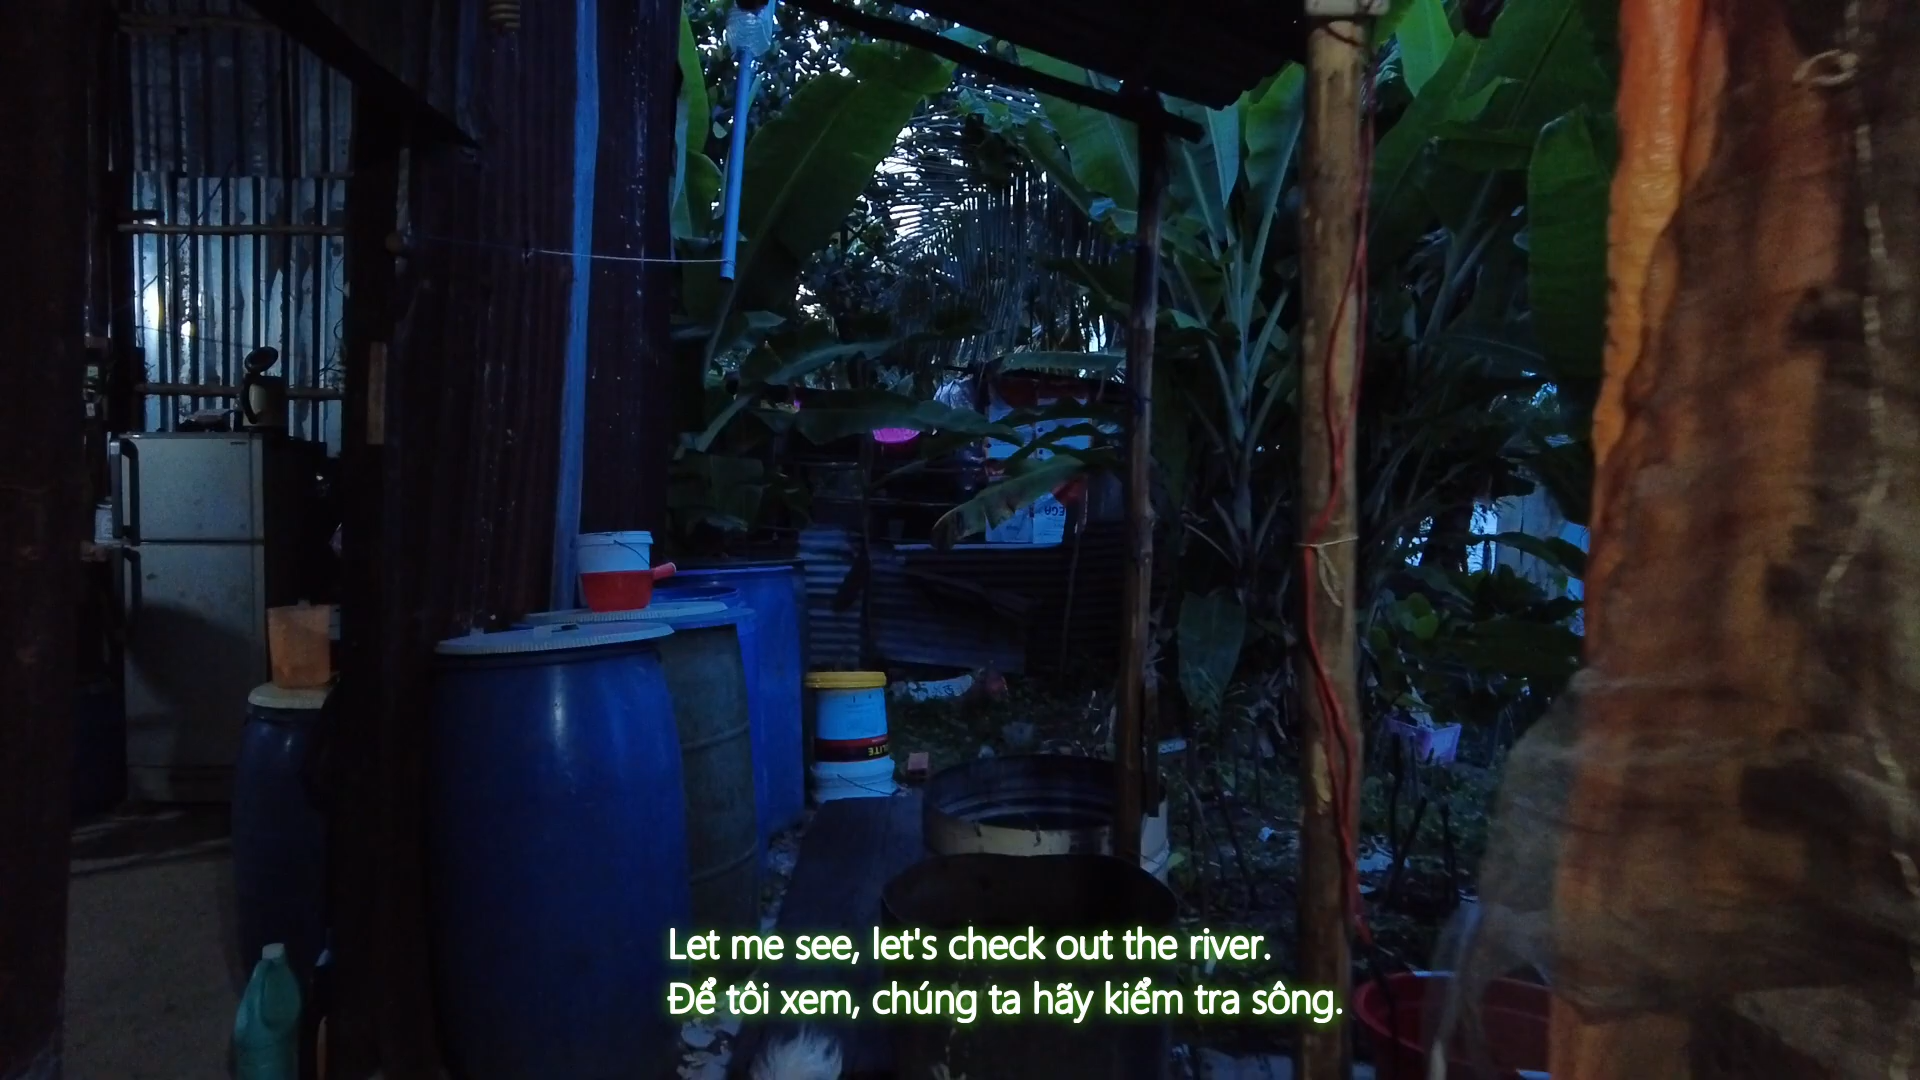 Let me see, let's check out the river.
Để tôi xem, chúng ta hãy kiểm tra sông.